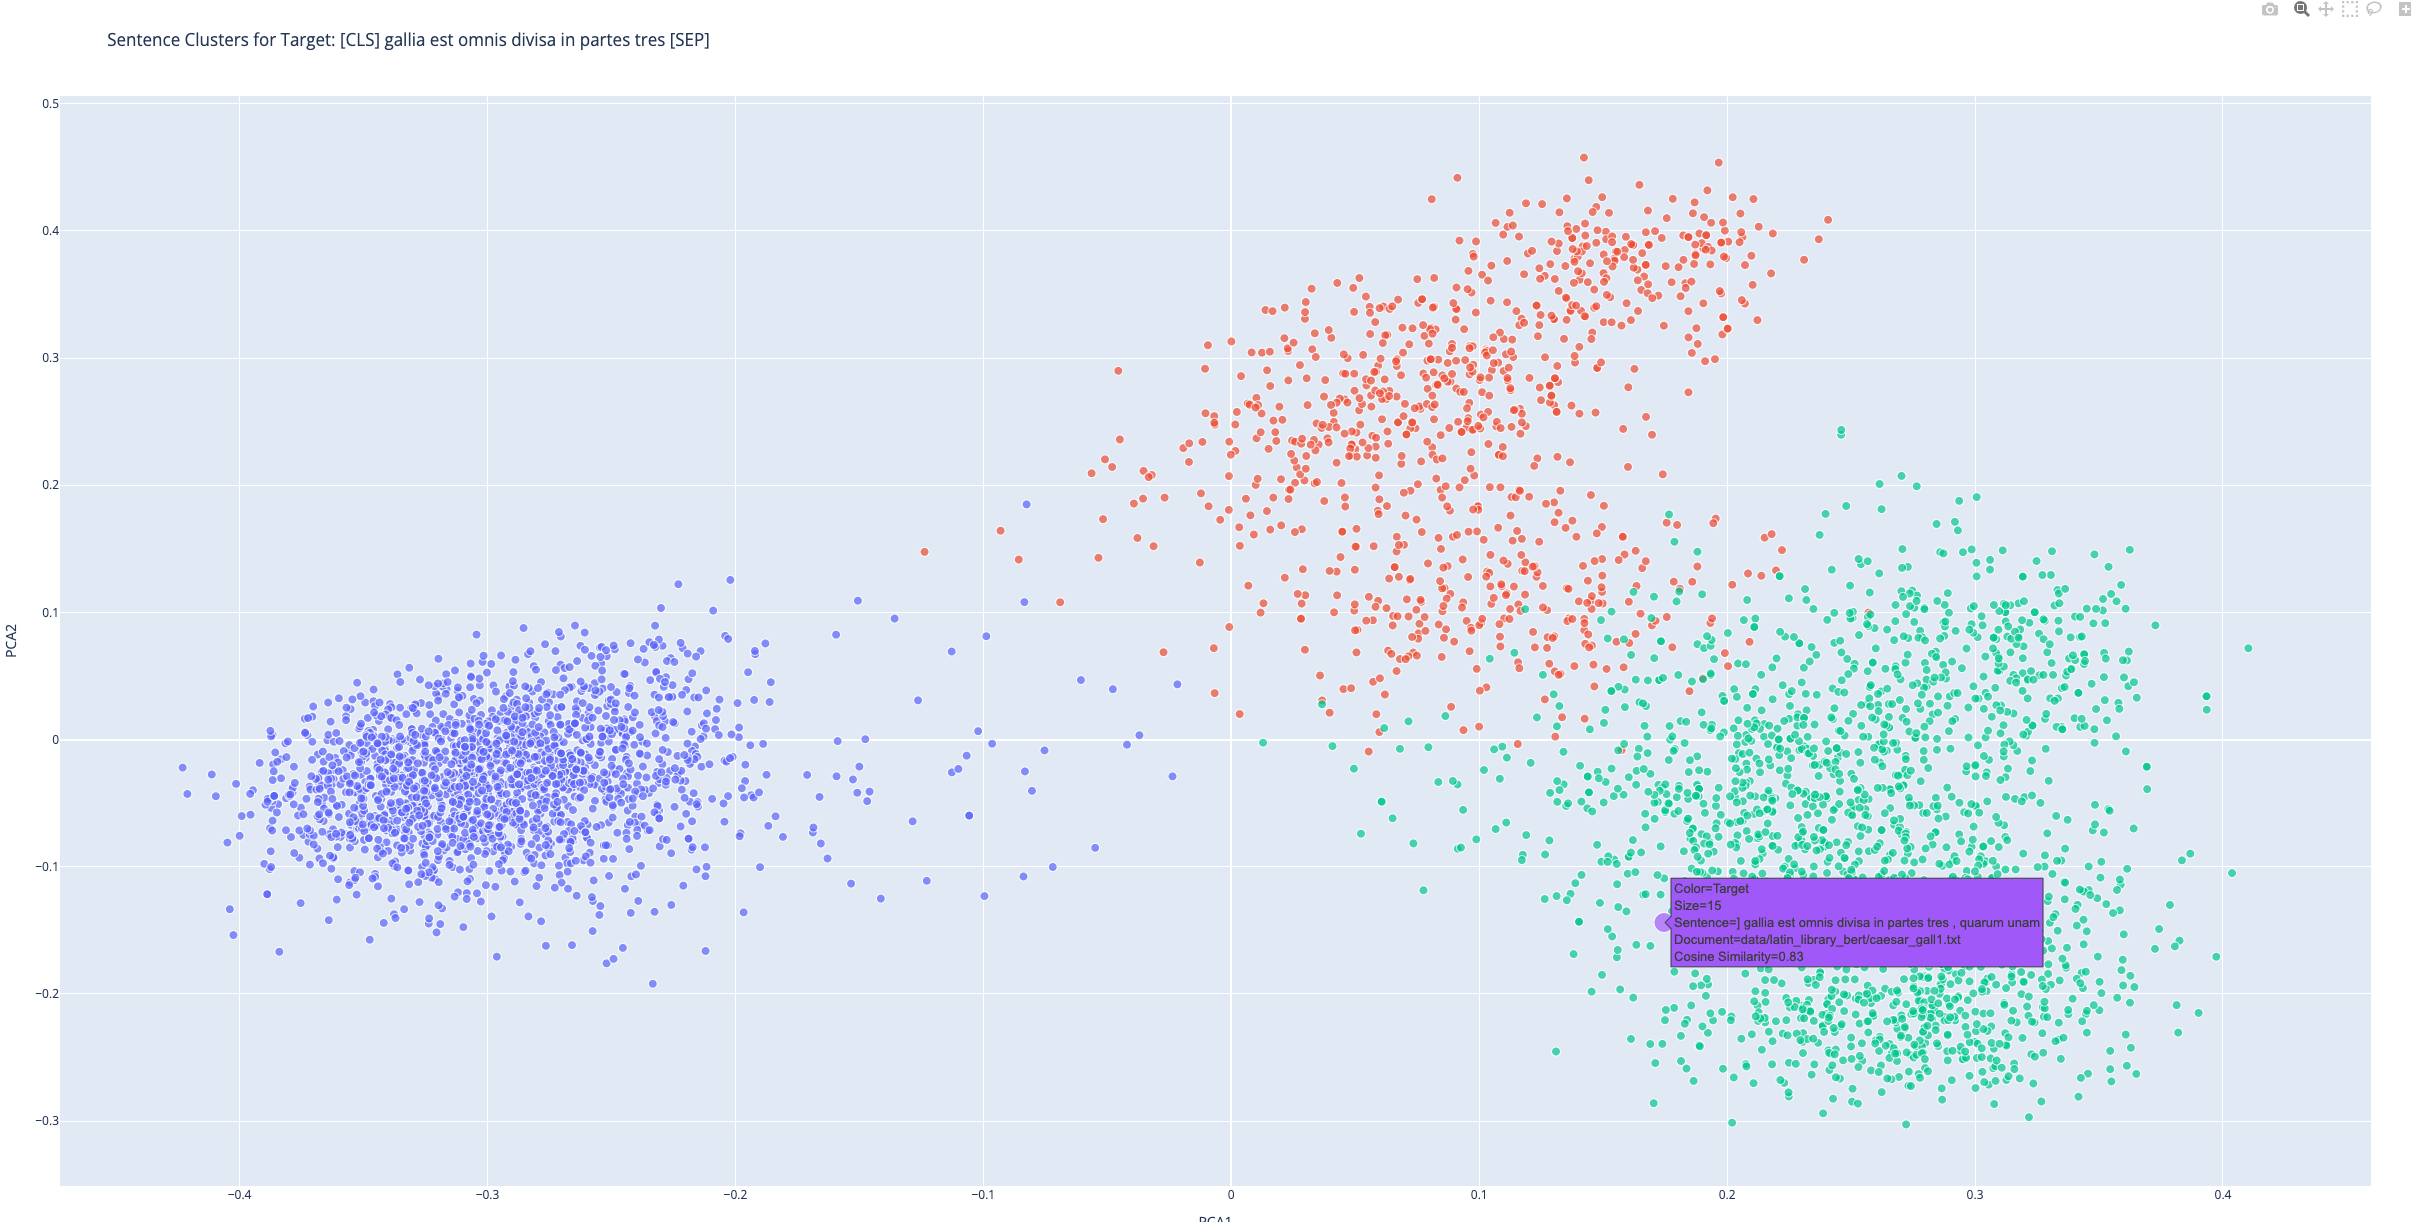 Sentence Clusters for Target: [CLS] gallia est omnis divisa in partes tres [SEP]
0.5
0.4
0.3
0.2
0.1
0
−0.1
−0.2
−0.3
PCA2
Color=Target
Size=15
Sentence=] gallia est omnis divisa in partes tres , quarum unam
Document=data/latin_library_bert/caesar_gall1.txt
Cosine Similarity=0.83
−0.4
−0.3
−0.2
−0.1
0
0.1
0.2
0.3
0.4
PCA1